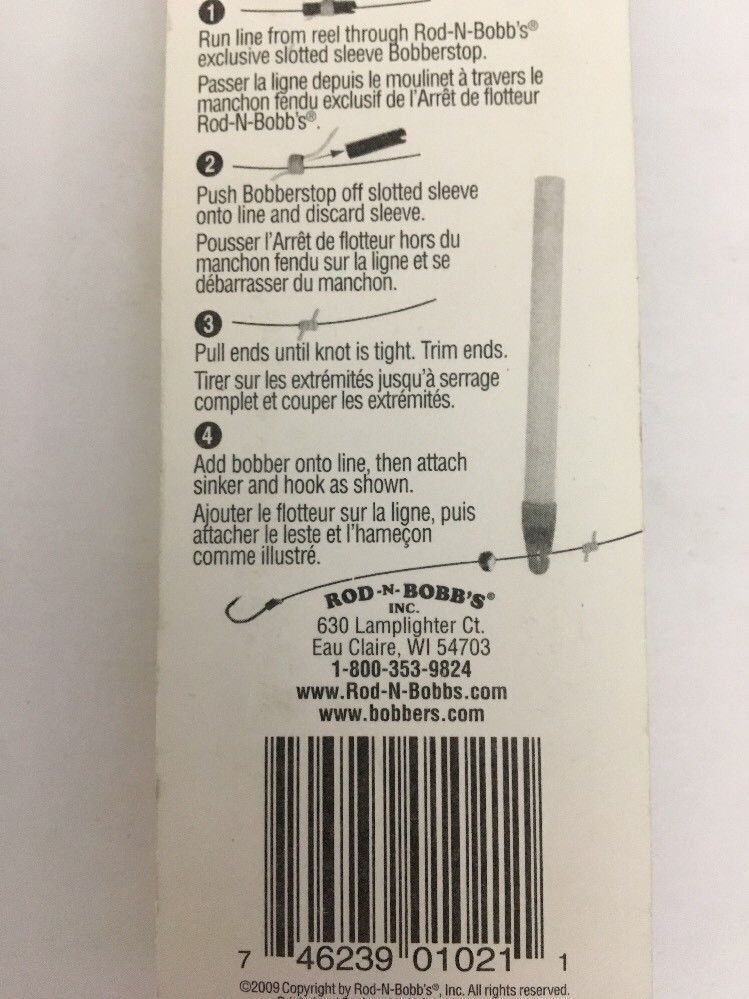 1
Run line from reel through Rod-N-Bobb's®
exclusive slotted sleeve Bobberstop.
Passer la ligne depuis le moulinet à travers le
manchon fendu exclusif de l'Arrêt de flotteur
Rod-N-Bobb's®.
2
Push Bobberstop off slotted sleeve
onto line and discard sleeve.
Pousser l'Arrêt de flotteur hors du
manchon fendu sur la ligne et se
débarrasser du manchon.
3
Pull ends until knot is tight. Trim ends.
Tirer sur les extrémités jusqu'à serrage
complet et couper les extrémités.
4
Add bobber onto line, then attach
sinker and hook as shown.
Ajouter le flotteur sur la ligne, puis
attacher le leste et l'hameçon
comme illustré.
ROD-N-BOBB'S®
INC.
630 Lamplighter Ct.
Eau Claire, WI 54703
1-800-353-9824
www.Rod-N-Bobbs.com
www.bobbers.com
7 46239 01021 1
©2009 Copyright by Rod-N-Bobb's®, Inc. All rights reserved.